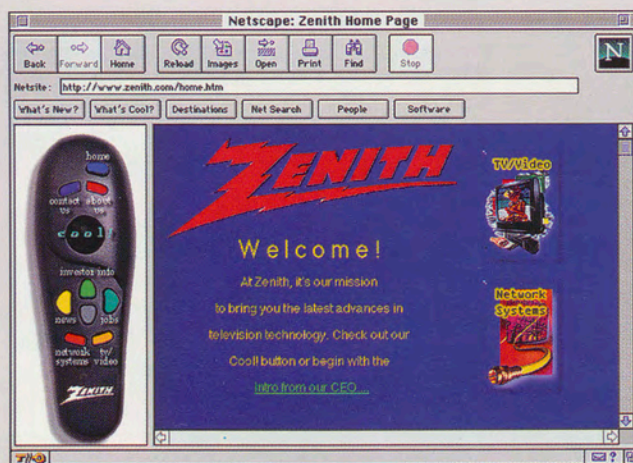 Netscape: Zenith Home Page
Back Forward Home Reload Images Open Print Find Stop
N
Netsite: http://www.zenith.com/home.htm
What's New? What's Cool? Destinations Net Search People Software
home
contact us about us
cool
investor info
news jobs
network systems tv/video
ZENITH
ZENITH
Welcome!
At Zenith, it's our mission
to bring you the latest advances in
television technology. Check out our
Cool! button or begin with the
Intro from our CEO....
TV/Video
Network
Systems
?